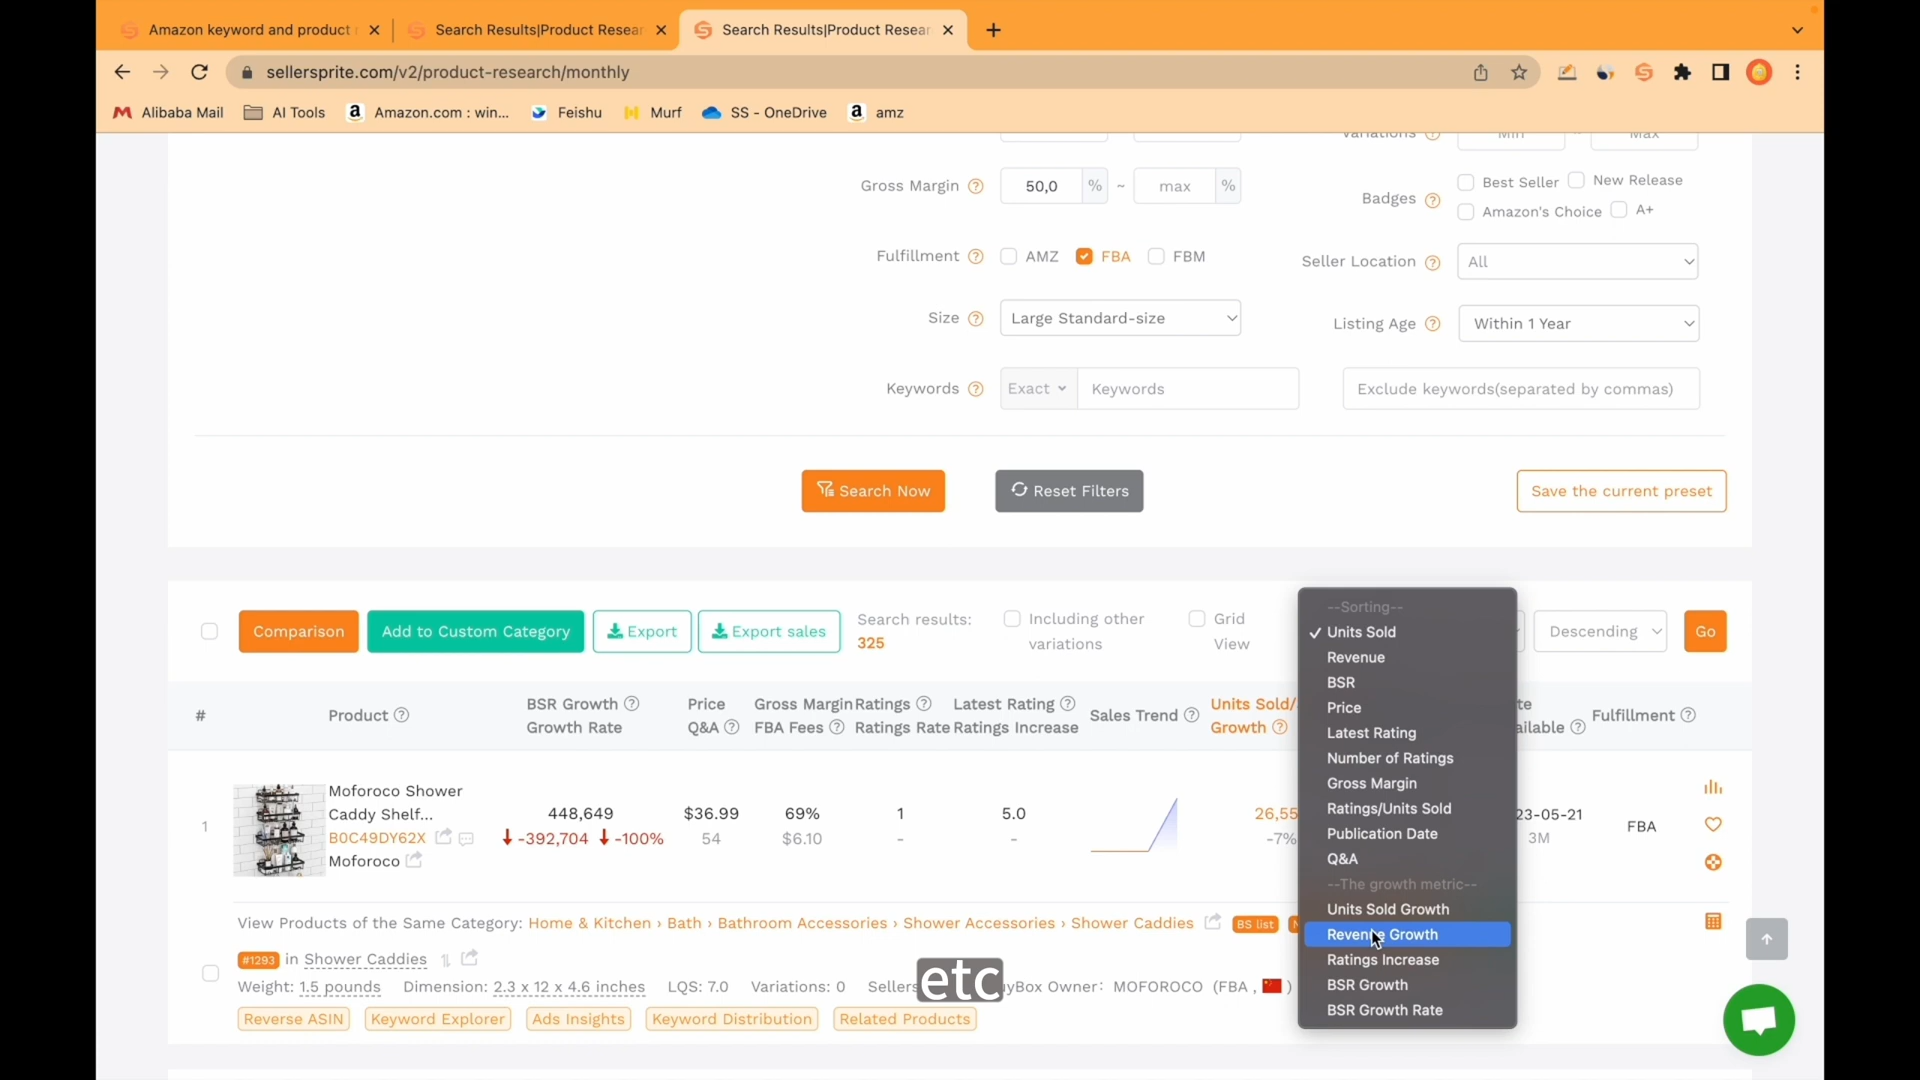 Amazon keyword and product
Search Results|Product Resear
Search Results|Product Resear
sellersprite.com/v2/product-research/monthly
Alibaba Mail
AI Tools
Amazon.com : win...
Feishu
Murf
SS - OneDrive
amz
Variations
Min
Max
Gross Margin
50,0 % ~ max %
Badges
Best Seller
New Release
Amazon's Choice
A+
Fulfillment
AMZ
FBA
FBM
Seller Location
All
Size
Large Standard-size
Listing Age
Within 1 Year
Keywords
Exact
Keywords
Exclude keywords(separated by commas)
Search Now
Reset Filters
Save the current preset
Comparison
Add to Custom Category
Export
Export sales
Search results:
325
Including other
variations
Grid
View
Descending
Go
--Sorting--
✓ Units Sold
Revenue
BSR
Price
Latest Rating
Number of Ratings
Gross Margin
Ratings/Units Sold
Publication Date
Q&A
--The growth metric--
Units Sold Growth
Revenue Growth
Ratings Increase
BSR Growth
BSR Growth Rate
#
Product
BSR Growth
Growth Rate
Price
Q&A
Gross Margin
FBA Fees
Ratings
Ratings Rate
Latest Rating
Ratings Increase
Sales Trend
Units Sold/
Growth
te
ailable
Fulfillment
1
Moforoco Shower
Caddy Shelf...
B0C49DY62X
Moforoco
448,649
-392,704 -100%
$36.99
54
69%
$6.10
1
-
5.0
-
26,55
-7%
23-05-21
3M
FBA
View Products of the Same Category: Home & Kitchen › Bath › Bathroom Accessories › Shower Accessories › Shower Caddies
BS list
N
#1293 in Shower Caddies
Weight: 1.5 pounds Dimension: 2.3 x 12 x 4.6 inches LQS: 7.0 Variations: 0 Sellers
etc
yBox Owner: MOFOROCO (FBA , )
Reverse ASIN
Keyword Explorer
Ads Insights
Keyword Distribution
Related Products